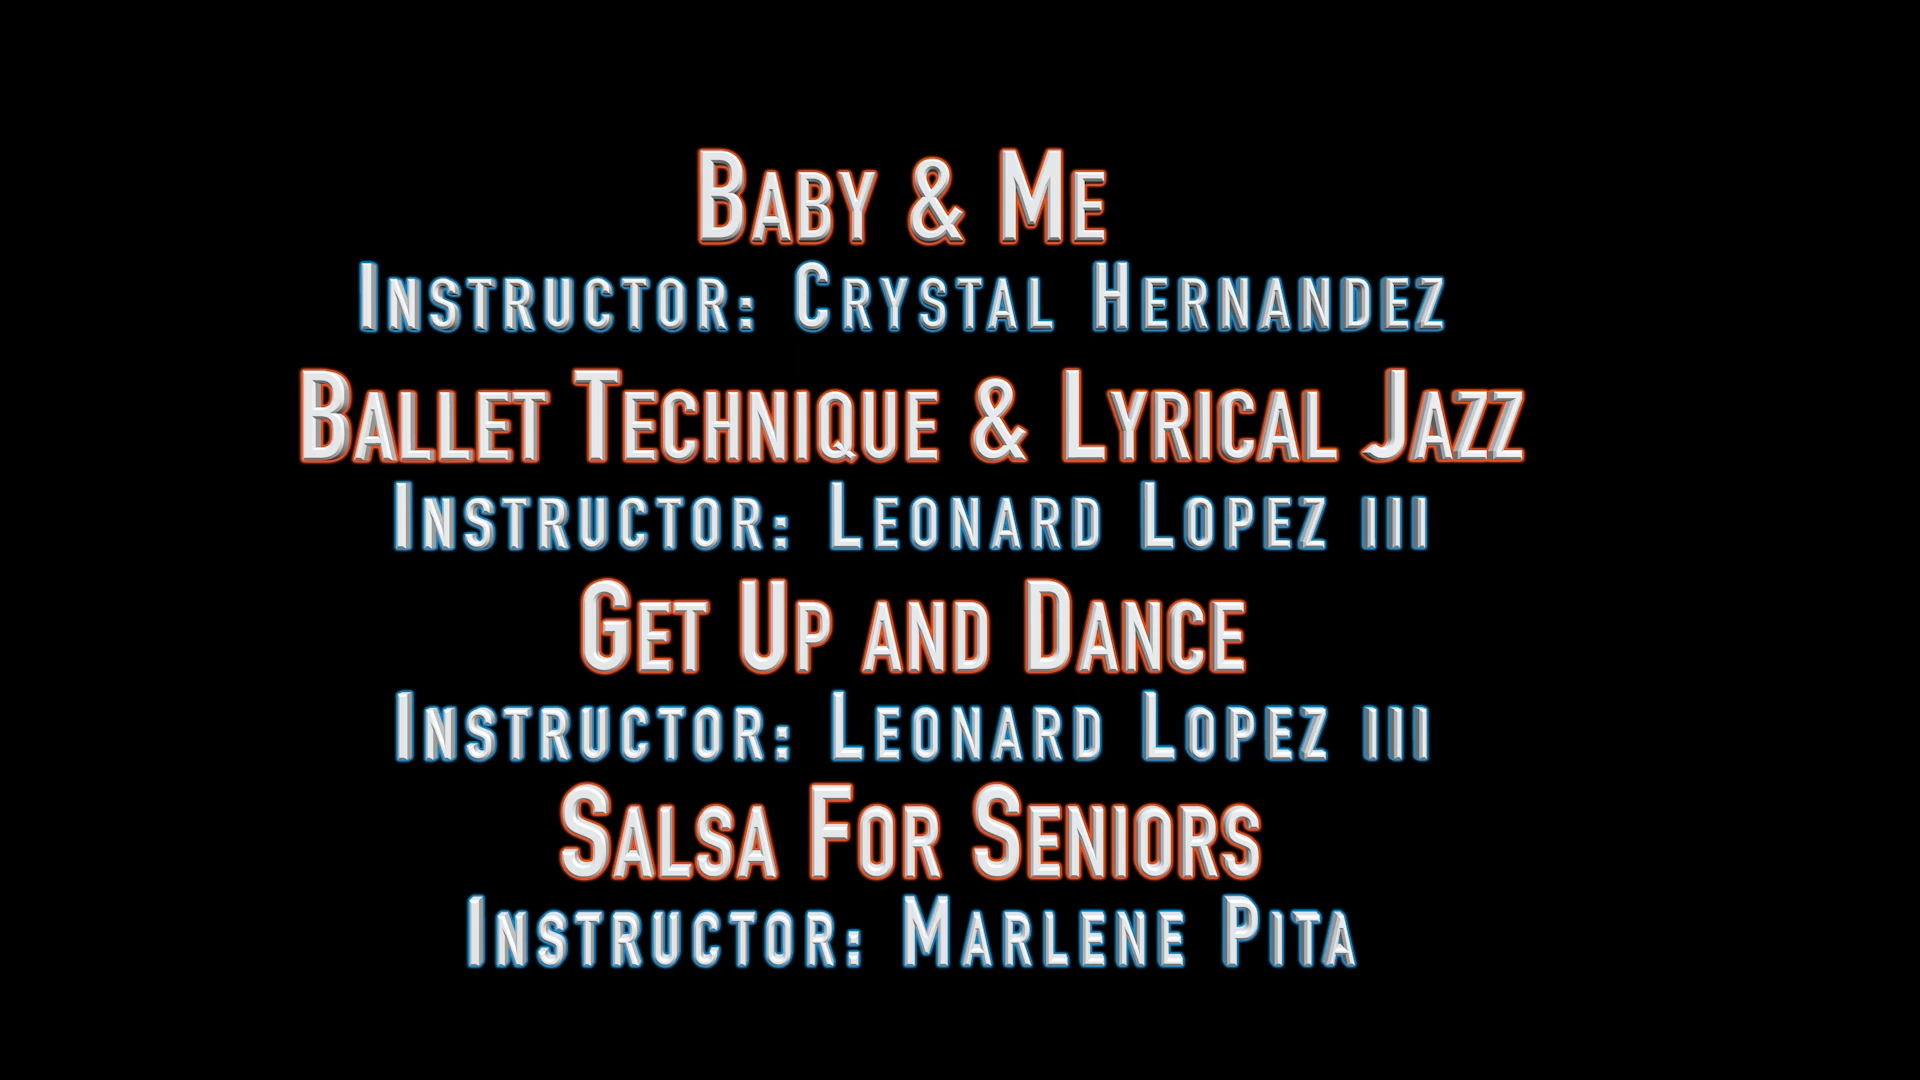 Baby & Me
Instructor: Crystal Hernandez
Ballet Technique & Lyrical Jazz
Instructor: Leonard Lopez iii
Get Up and Dance
Instructor: Leonard Lopez iii
Salsa For Seniors
Instructor: Marlene Pita